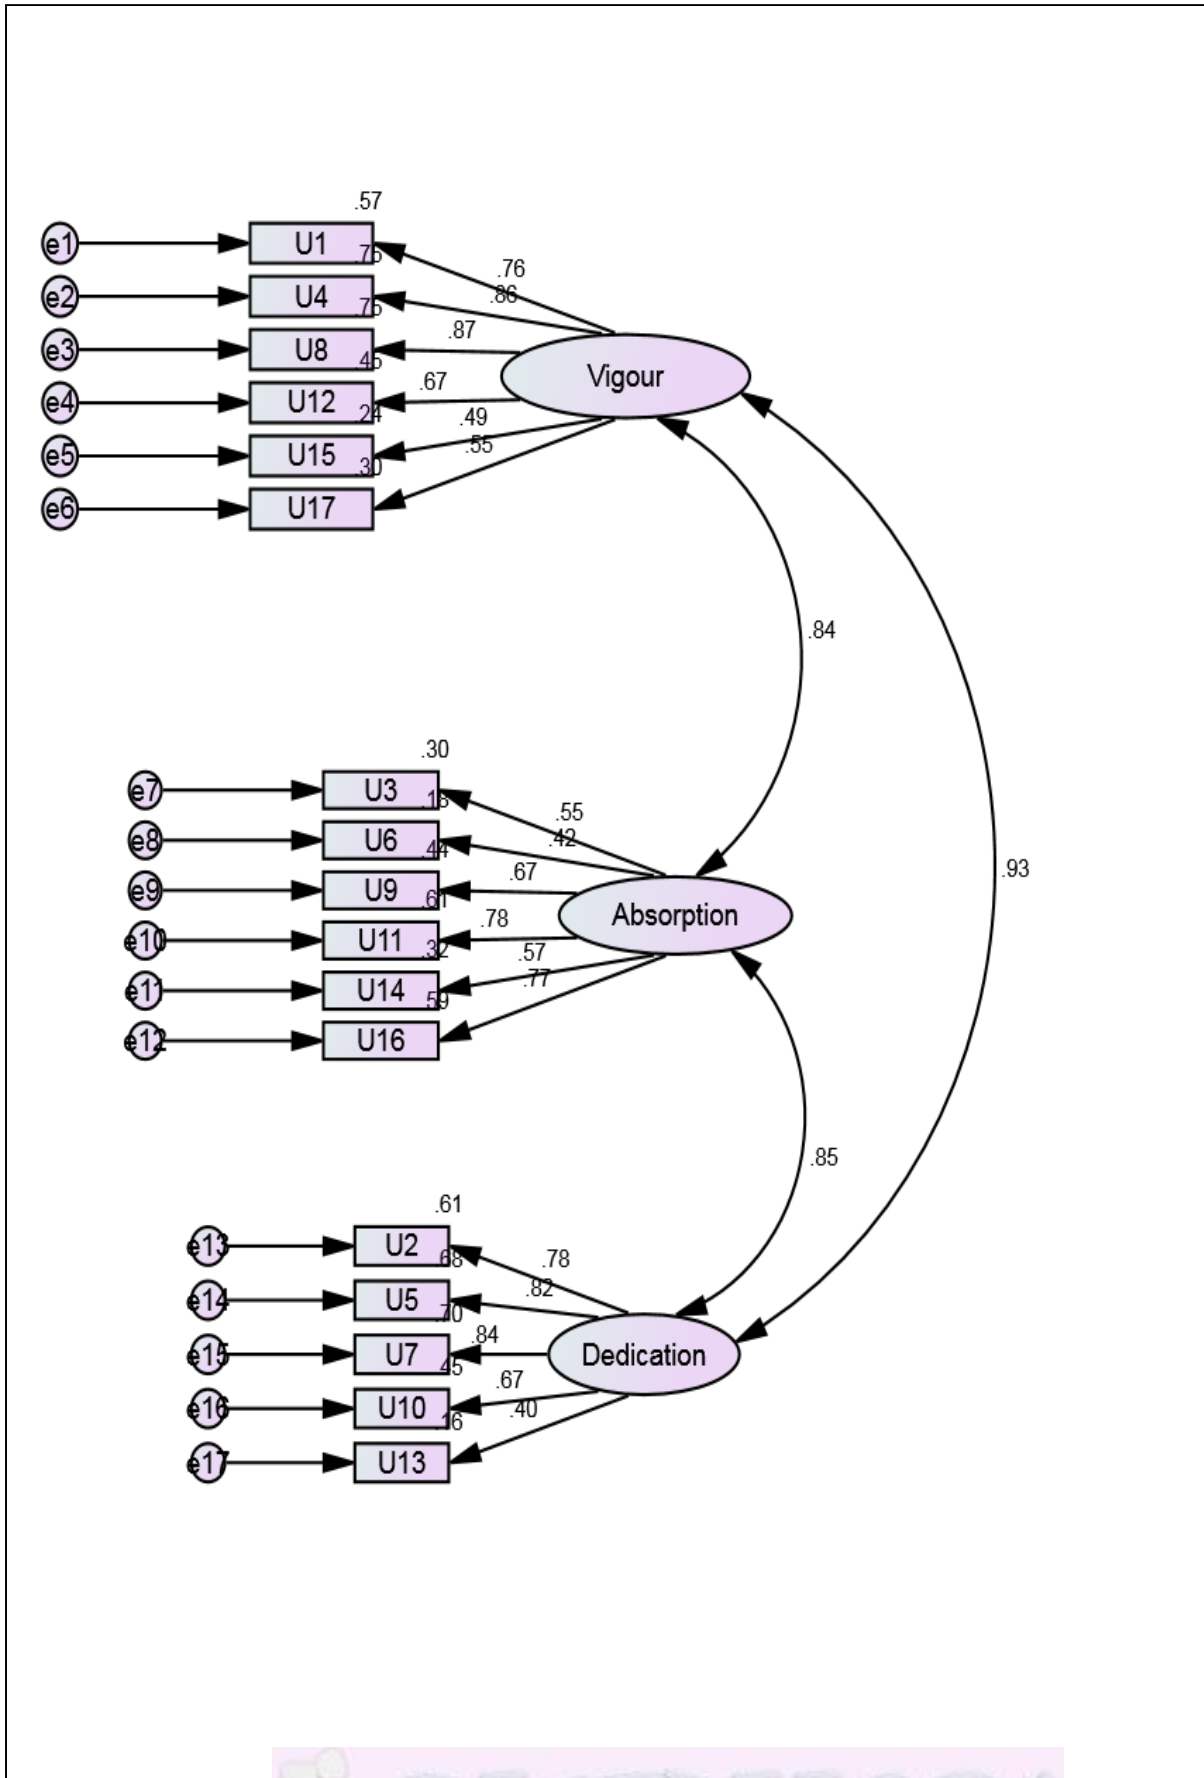 .57
e1 U1
.76
.75
e2 U4
.86
.75
e3 U8
.87
.45
e4 U12
.67
.24
e5 U15
.49
.30
e6 U17
.55
Vigour
.84
.30
e7 U3
.55
.18
e8 U6
.42
.44
e9 U9
.67
.61
e10 U11
.78
.32
e11 U14
.57
.59
e12 U16
.77
Absorption
.93
.85
.61
e13 U2
.78
.68
e14 U5
.82
.70
e15 U7
.84
.45
e16 U10
.67
.16
e17 U13
.40
Dedication